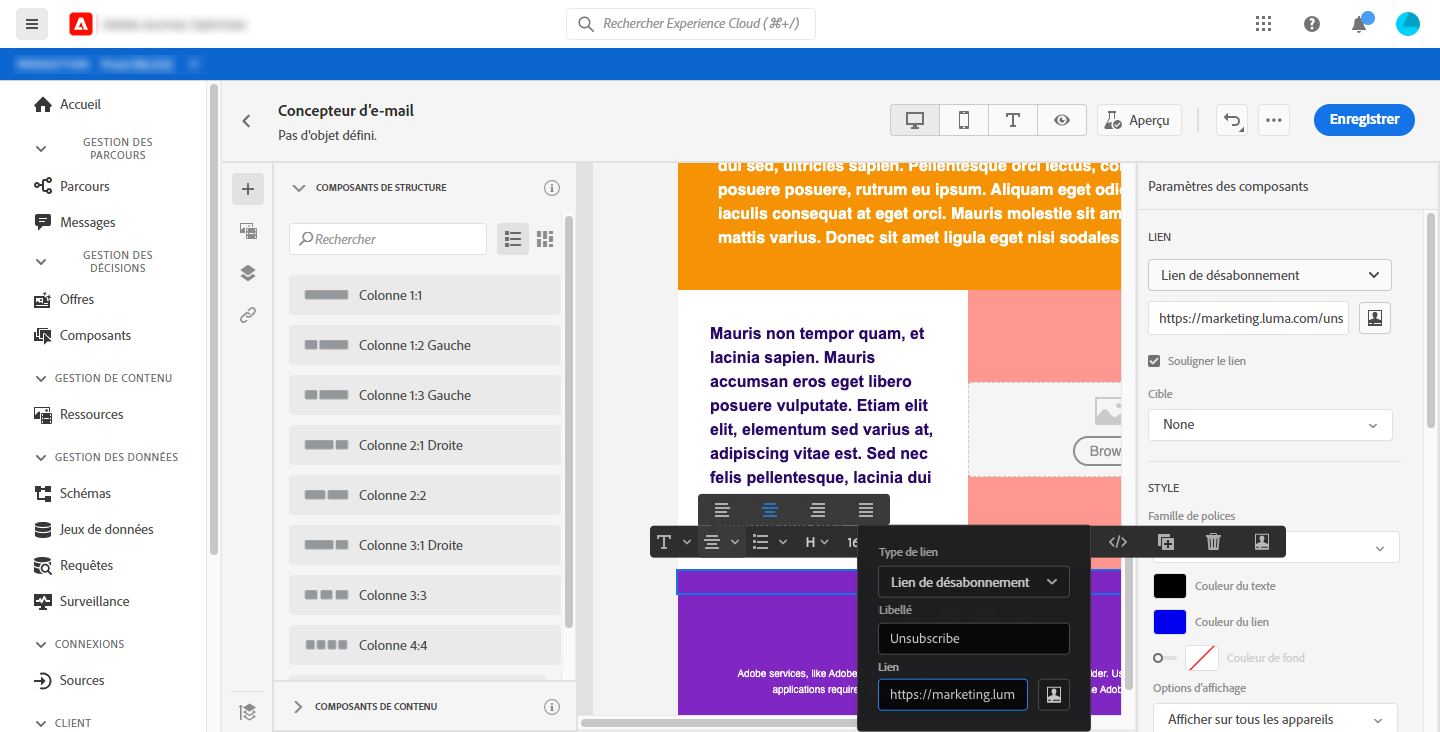 Rechercher Experience Cloud (⌘+/)
Accueil
GESTION DES
PARCOURS
Parcours
Messages
GESTION DES
DÉCISIONS
Offres
Composants
GESTION DE CONTENU
Ressources
GESTION DES DONNÉES
Schémas
Jeux de données
Requêtes
Surveillance
CONNEXIONS
Sources
CLIENT
Concepteur d'e-mail
Pas d'objet défini.
Aperçu
Enregistrer
COMPOSANTS DE STRUCTURE
Rechercher
Colonne 1:1
Colonne 1:2 Gauche
Colonne 1:3 Gauche
Colonne 2:1 Droite
Colonne 2:2
Colonne 3:1 Droite
Colonne 3:3
Colonne 4:4
COMPOSANTS DE CONTENU
dui sed, ultricies sapien. Pellentesque orci lectus, co
posuere posuere, rutrum eu ipsum. Aliquam eget odi
iaculis consequat at eget orci. Mauris molestie sit am
mattis varius. Donec sit amet ligula eget nisi sodales
Mauris non tempor quam, et
lacinia sapien. Mauris
accumsan eros eget libero
posuere vulputate. Etiam elit
elit, elementum sed varius at,
adipiscing vitae est. Sed nec
felis pellentesque, lacinia dui
Brow
H
16
Type de lien
Lien de désabonnement
Libellé
Unsubscribe
Lien
https://marketing.lum
Adobe services, like Adobe
applications require
der. Us
e Adob
Paramètres des composants
LIEN
Lien de désabonnement
https://marketing.luma.com/uns
Souligner le lien
Cible
None
STYLE
Famille de polices
Couleur du texte
Couleur du lien
Couleur de fond
Options d'affichage
Afficher sur tous les appareils